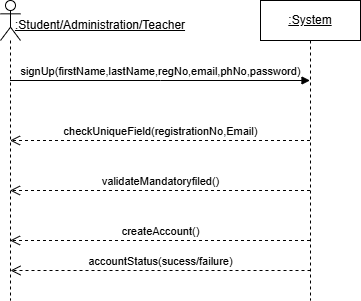 :Student/Administration/Teacher
:System
signUp(firstName,lastName,regNo,email,phNo,password)
checkUniqueField(registrationNo,Email)
validateMandatoryfiled()
createAccount()
accountStatus(sucess/failure)